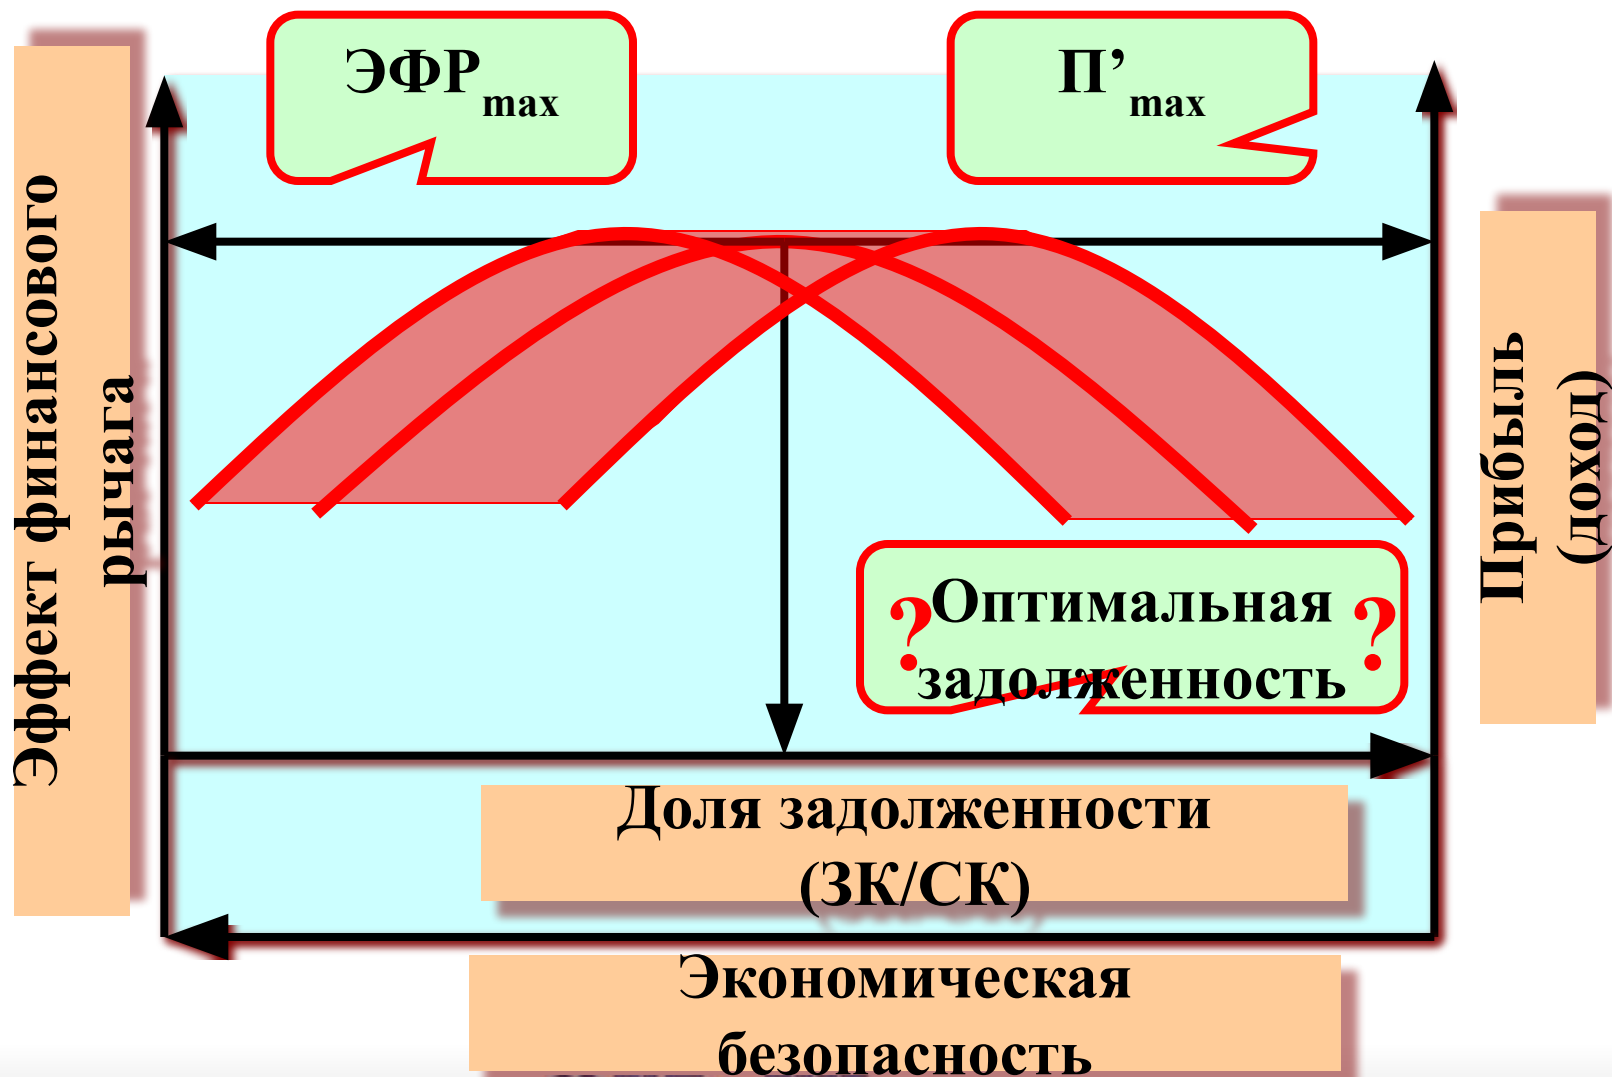 ЭФРmax
П’max
Эффект финансового
рычага
Прибыль
(доход)
? Оптимальная ?
задолженность
Доля задолженности
(ЗК/СК)
Экономическая
безопасность